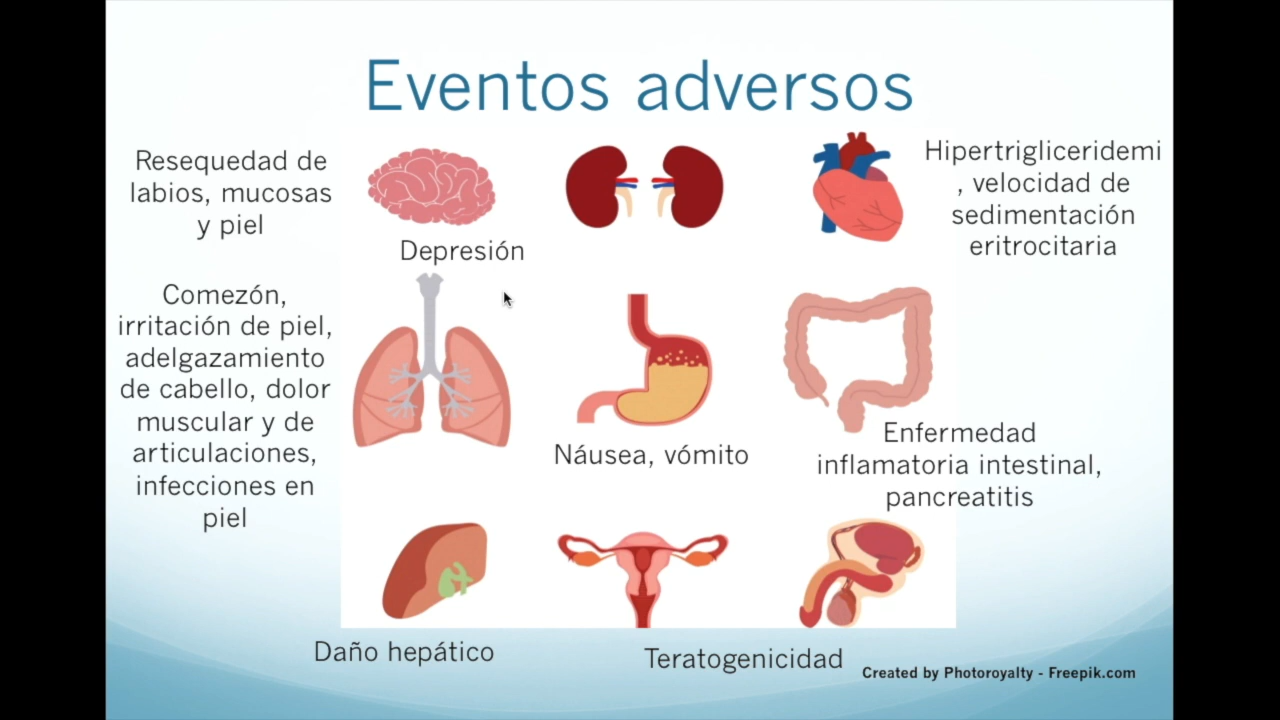 Eventos adversos
Resequedad de
labios, mucosas
y piel
Depresión
Hipertrigliceridemi
, velocidad de
sedimentación
eritrocitaria
Comezón,
irritación de piel,
adelgazamiento
de cabello, dolor
muscular y de
articulaciones,
infecciones en
piel
Náusea, vómito
Enfermedad
inflamatoria intestinal,
pancreatitis
Daño hepático
Teratogenicidad
Created by Photoroyalty - Freepik.com